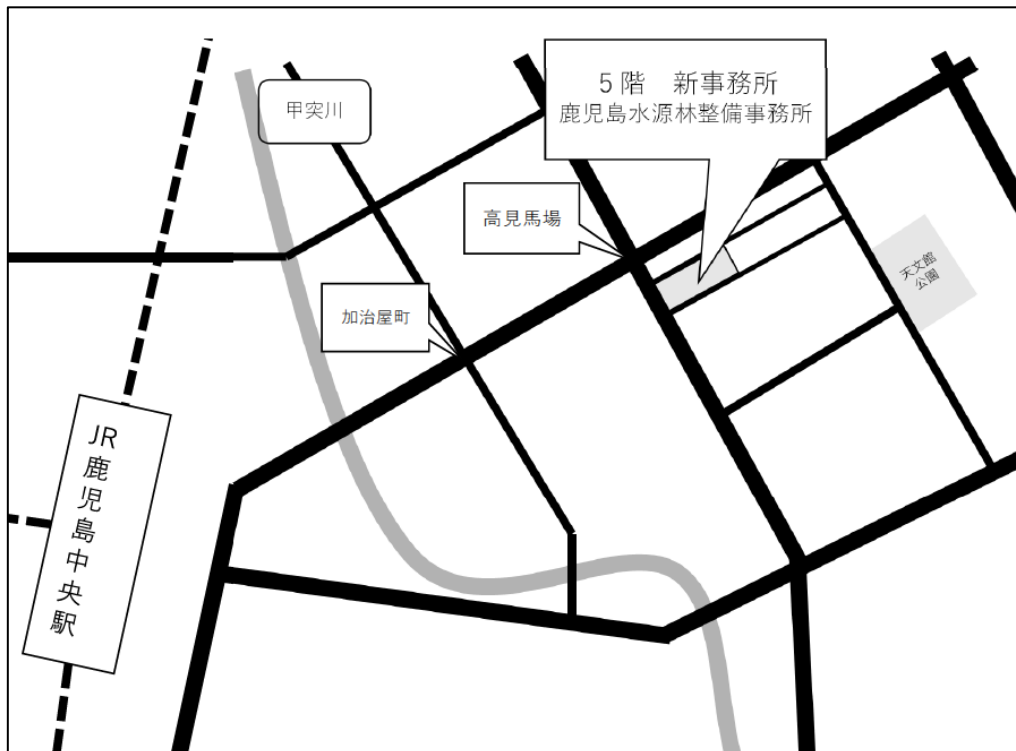 甲突川
5階　新事務所
鹿児島水源林整備事務所
高見馬場
加治屋町
天文館
公園
JR鹿児島中央駅